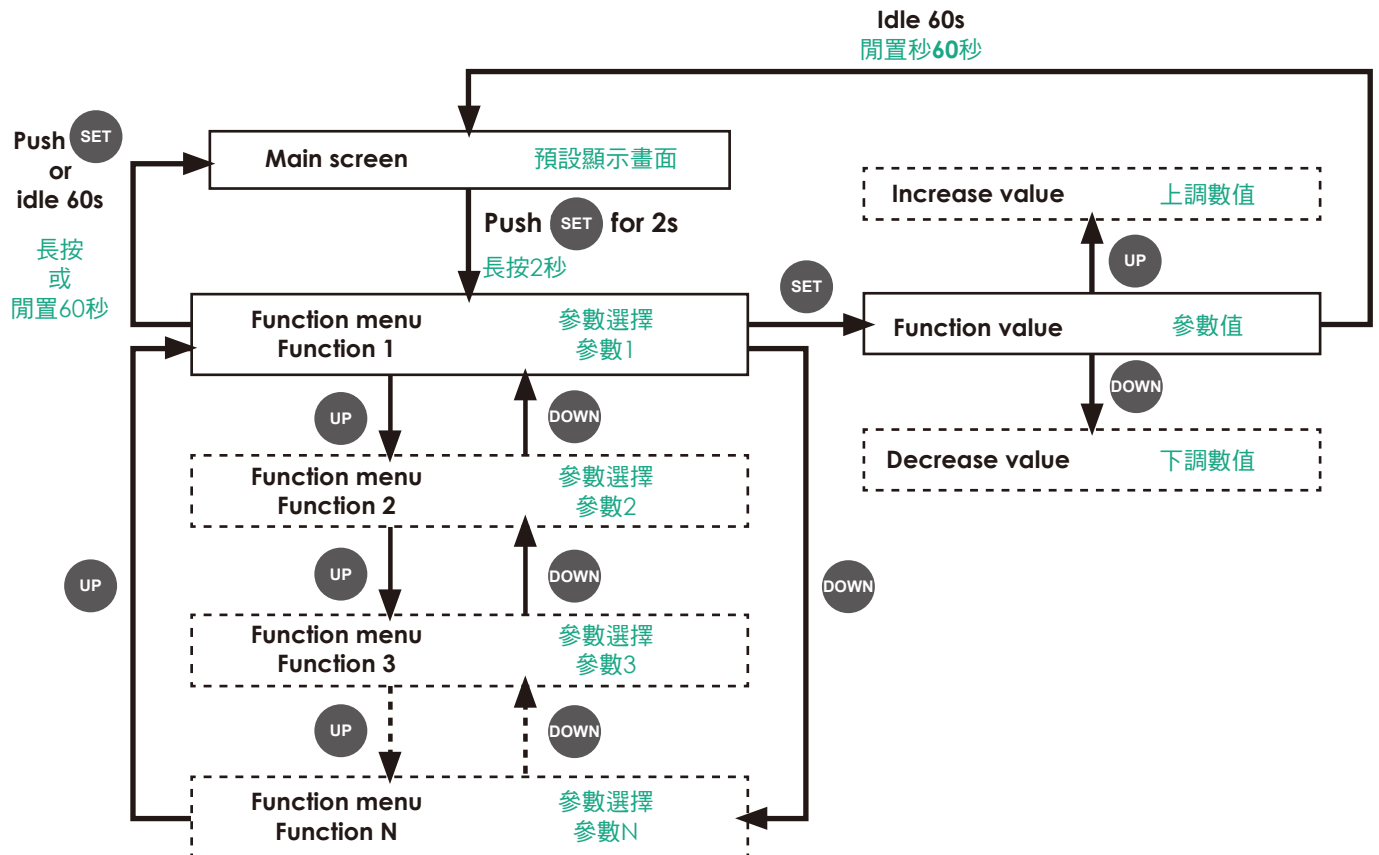 Idle 60s
閒置秒60秒
Push SET
or
idle 60s
長按
或
閒置60秒
Main screen 預設顯示畫面
Push SET for 2s
長按2秒
Increase value 上調數值
UP
SET
Function menu 參數選擇
Function 1 參數1
Function value 參數值
DOWN
UP
DOWN
Decrease value 下調數值
Function menu 參數選擇
Function 2 參數2
UP
UP
DOWN
DOWN
Function menu 參數選擇
Function 3 參數3
UP
DOWN
Function menu 參數選擇
Function N 參數N